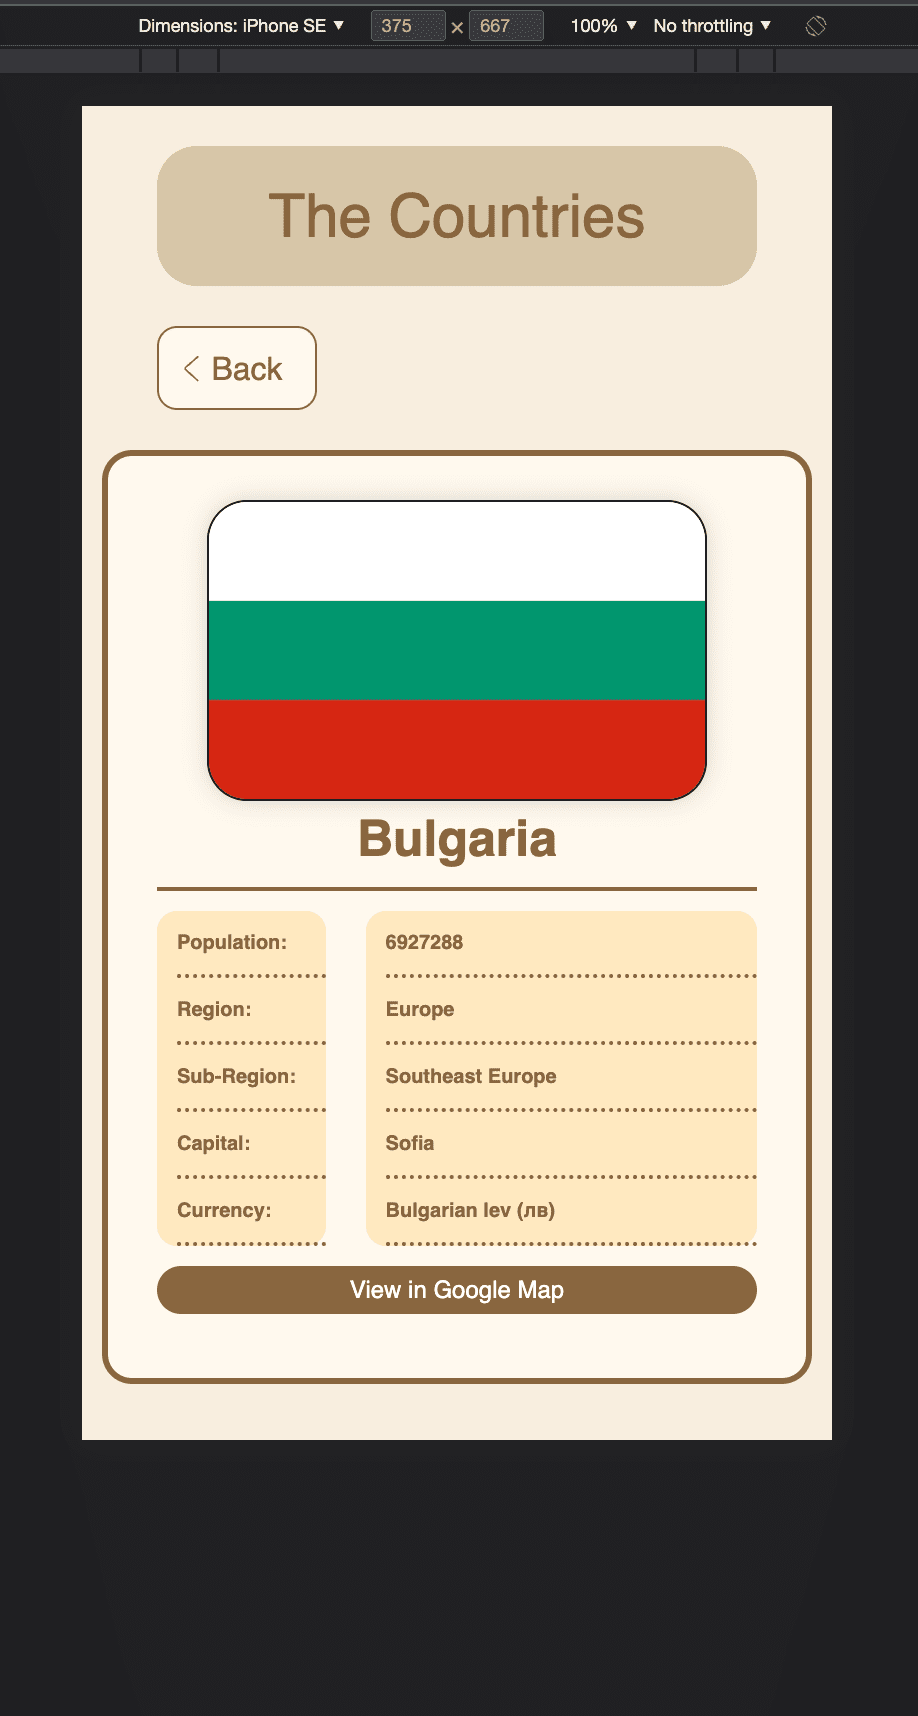 Dimensions: iPhone SE ▼ 375 × 667 100% ▼ No throttling ▼
The Countries
Back
Bulgaria
Population: 6927288
Region: Europe
Sub-Region: Southeast Europe
Capital: Sofia
Currency: Bulgarian lev (лв)
View in Google Map